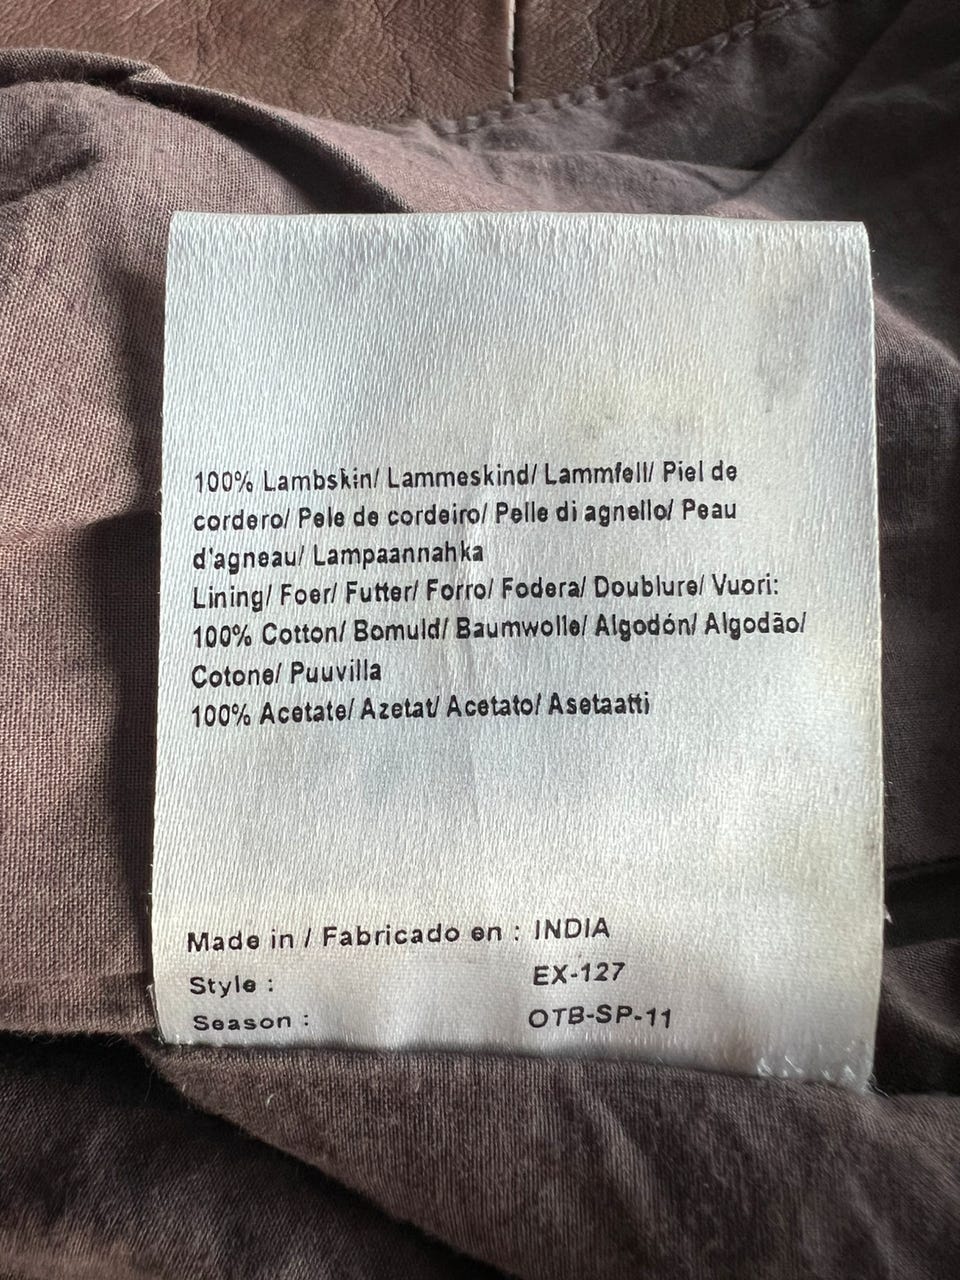 100% Lambskin/ Lammeskind/ Lammfell/ Piel de
cordero/ Pele de cordeiro/ Pelle di agnello/ Peau
d'agneau/ Lampaannahka
Lining/ Foer/ Futter/ Forro/ Fodera/ Doublure/ Vuori:
100% Cotton/ Bomuld/ Baumwolle/ Algodón/ Algodão/
Cotone/ Puuvilla
100% Acetate/ Azetat/ Acetato/ Asetaatti
Made in / Fabricado en : INDIA
Style : EX-127
Season : OTB-SP-11